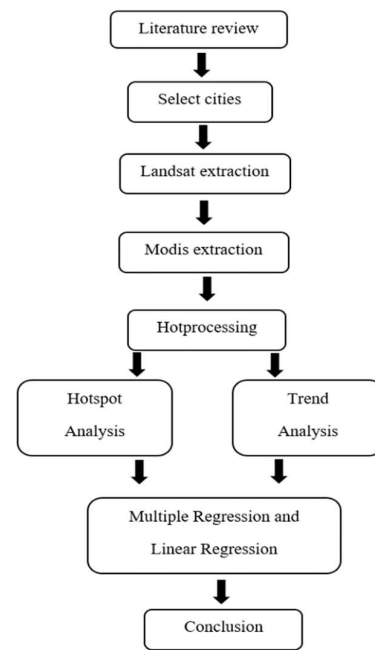 Literature review
Select cities
Landsat extraction
Modis extraction
Hotprocessing
Hotspot
Analysis
Trend
Analysis
Multiple Regression and
Linear Regression
Conclusion